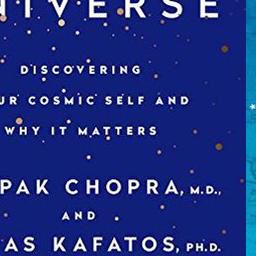 NIVERSE
DISCOVERING
UR COSMIC SELF AND
WHY IT MATTERS
PAK CHOPRA, M.D.,
AND
AS KAFATOS, PH.D.